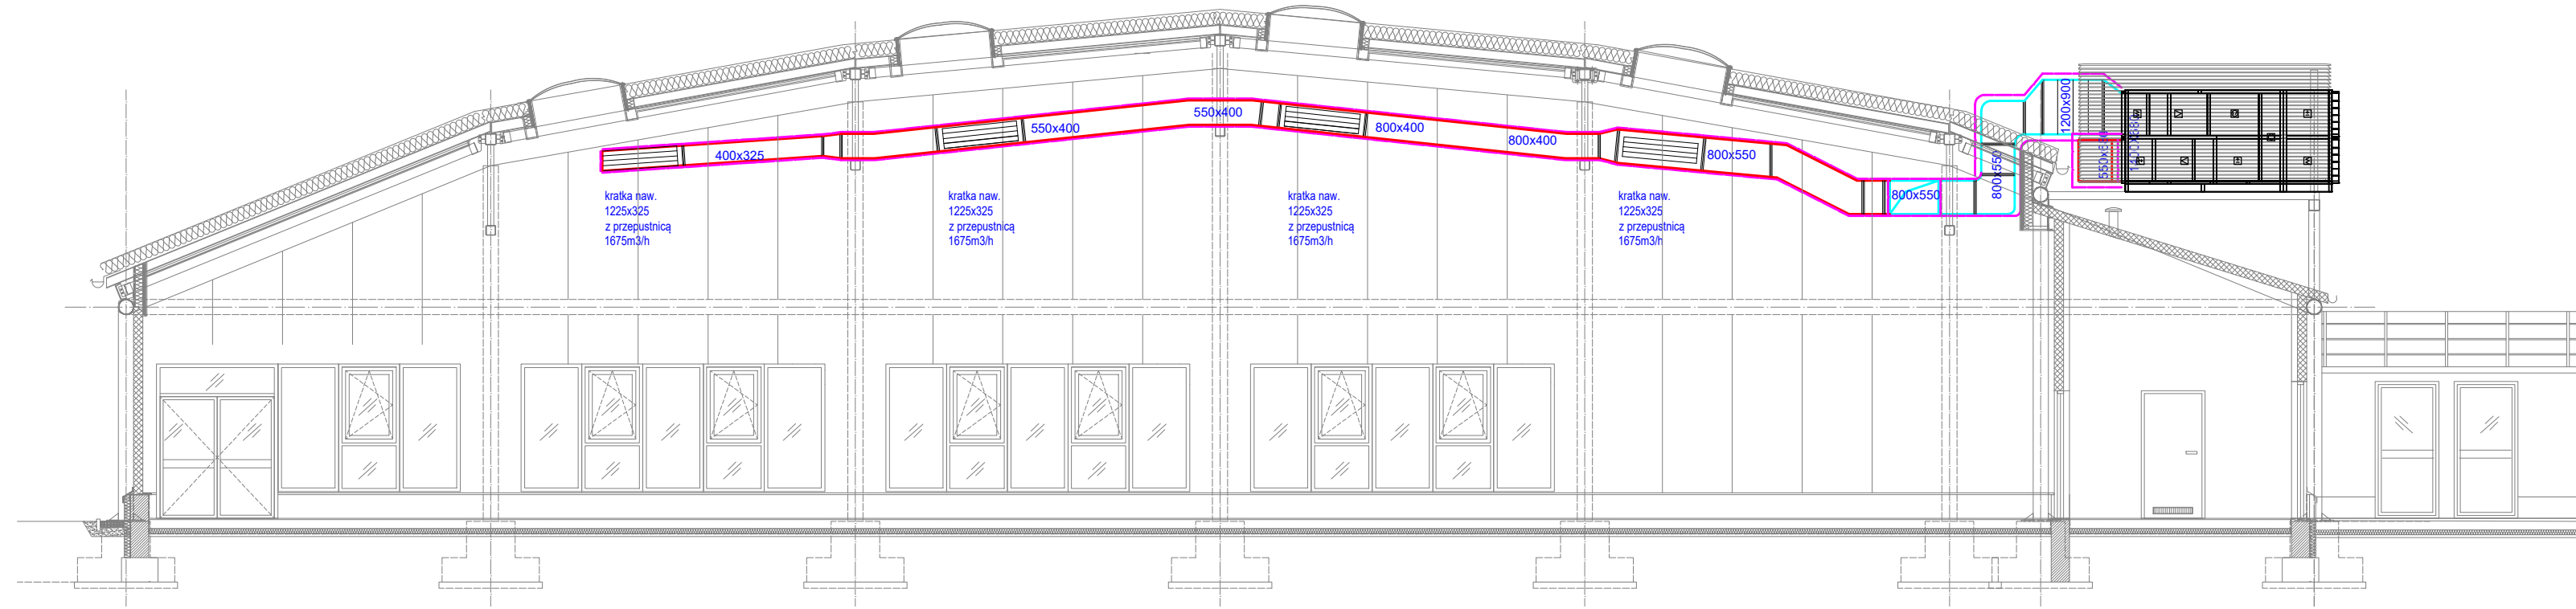 400x325
550x400
550x400
800x400
800x400
800x550
800x550
800x550
1200x900
kratka naw.
1225x325
z przepustnicą
1675m3/h
kratka naw.
1225x325
z przepustnicą
1675m3/h
kratka naw.
1225x325
z przepustnicą
1675m3/h
kratka naw.
1225x325
z przepustnicą
1675m3/h